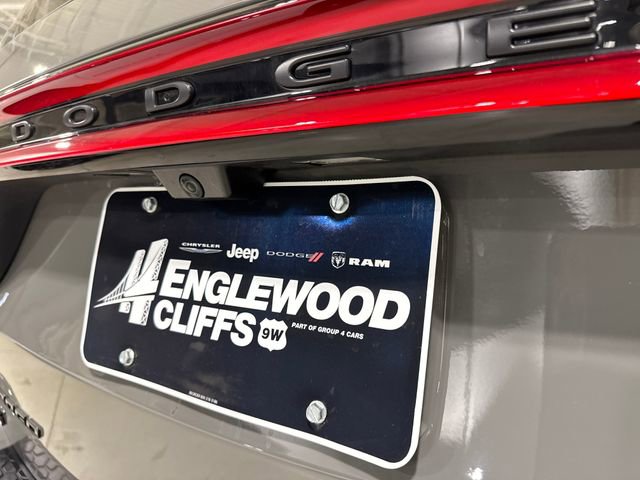 DODGE
CHRYSLER Jeep DODGE RAM
4 ENGLEWOOD
CLIFFS 9W PART OF GROUP 4 CARS